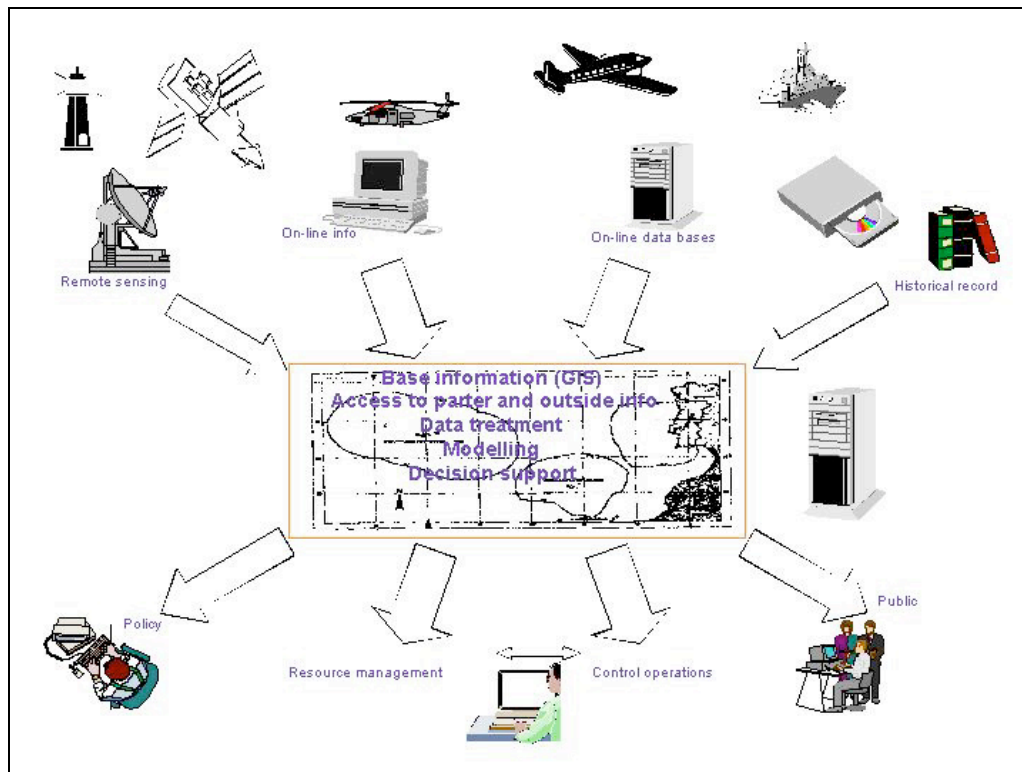 On-line info
On-line data bases
Remote sensing
Historical record
Base information (GIS)
Access to parter and outside info
Data treatment
Modelling
Decision support
Policy
Public
Resource management
Control operations